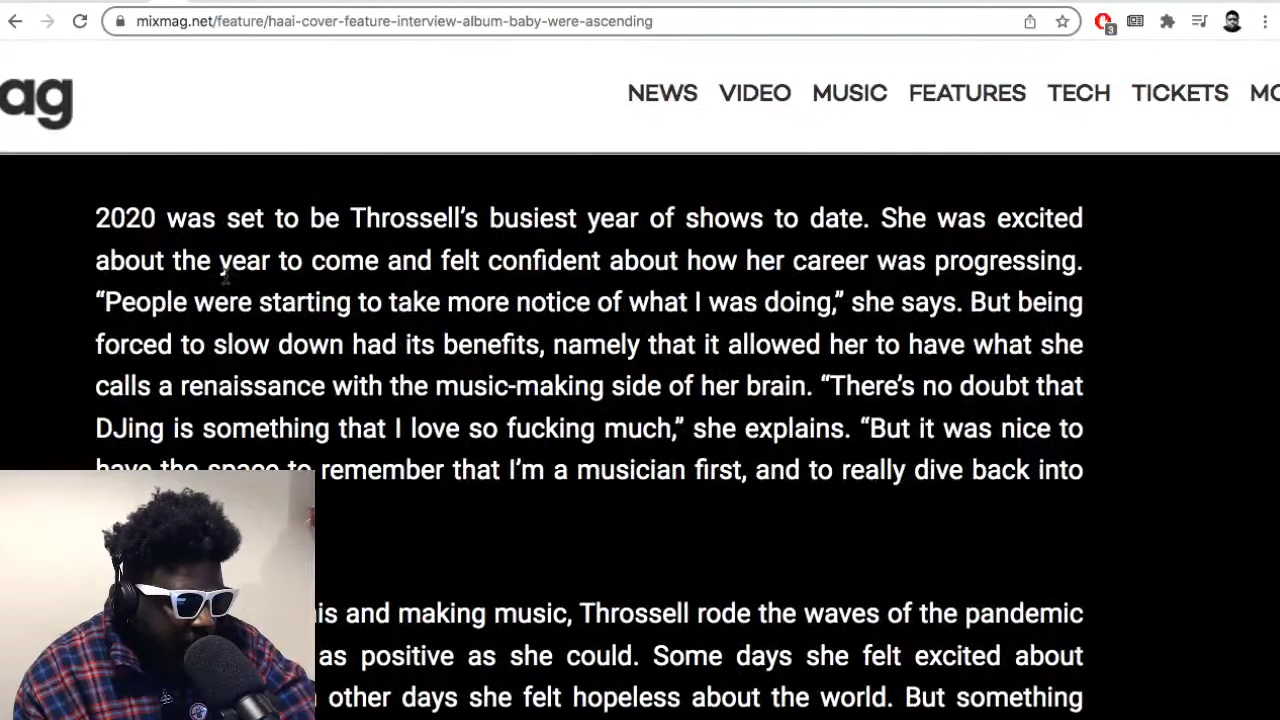 mixmag.net/feature/haai-cover-feature-interview-album-baby-were-ascending
3
ag
NEWS VIDEO MUSIC FEATURES TECH TICKETS MO
2020 was set to be Throssell’s busiest year of shows to date. She was excited
about the year to come and felt confident about how her career was progressing.
“People were starting to take more notice of what I was doing,” she says. But being
forced to slow down had its benefits, namely that it allowed her to have what she
calls a renaissance with the music-making side of her brain. “There’s no doubt that
DJing is something that I love so fucking much,” she explains. “But it was nice to
have the space to remember that I’m a musician first, and to really dive back into
is and making music, Throssell rode the waves of the pandemic
as positive as she could. Some days she felt excited about
other days she felt hopeless about the world. But something